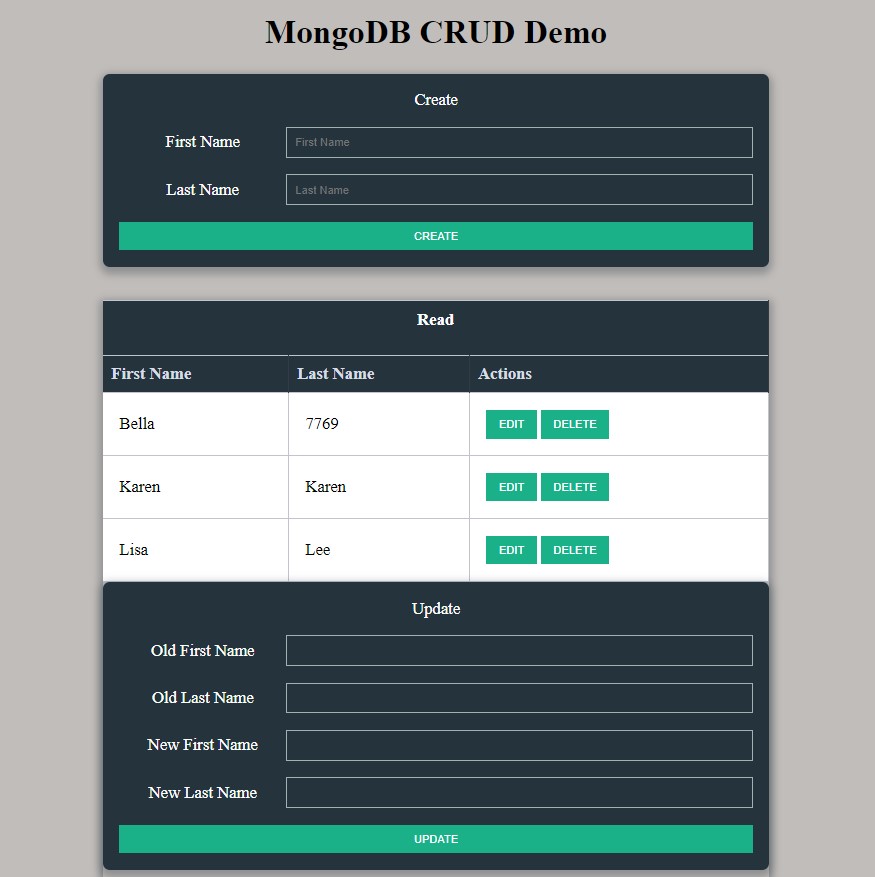 MongoDB CRUD Demo
Create
First Name First Name
Last Name Last Name
CREATE
Read
First Name Last Name Actions
Bella 7769 EDIT DELETE
Karen Karen EDIT DELETE
Lisa Lee EDIT DELETE
Update
Old First Name
Old Last Name
New First Name
New Last Name
UPDATE